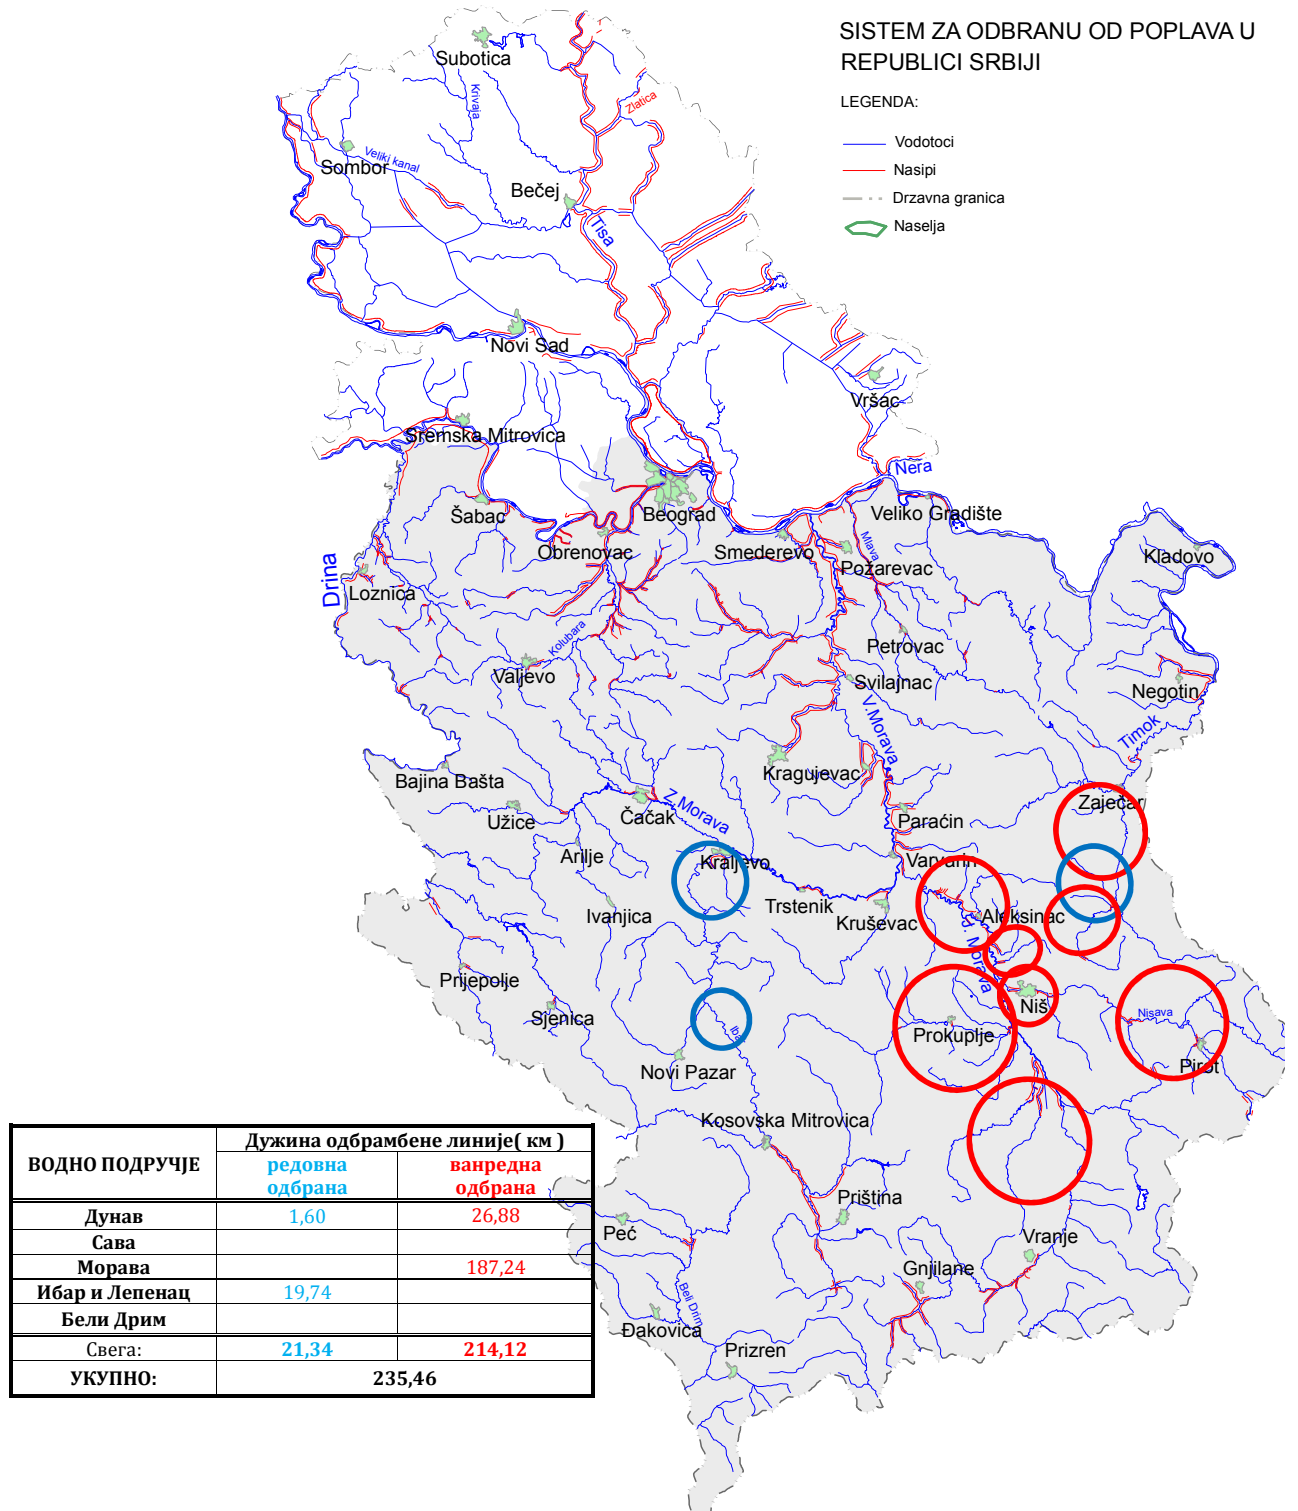 SISTEM ZA ODBRANU OD POPLAVA U
REPUBLICI SRBIJI
LEGENDA:
Vodotoci
Nasipi
Drzavna granica
Naselja
Subotica
Krivaja
Zlatica
Sombor
Veliki kanal
Bečej
Tisa
Novi Sad
Vršac
Sremska Mitrovica
Nera
Šabac
Beograd
Veliko Gradište
Obrenovac
Smederevo
Mlava
Kladovo
Požarevac
Drina
Loznica
Kolubara
Petrovac
Valjevo
Svilajnac
Negotin
V.Morava
Timok
Kragujevac
Bajina Bašta
Zaječar
Užice
Čačak
Z.Morava
Paraćin
Arilje
Kraljevo
Varvarin
Trstenik
Ivanjica
Kruševac
Aleksinac
J. Morava
Prijepolje
Sjenica
Ibar
Niš
Nišava
Prokuplje
Pirot
Novi Pazar
Kosovska Mitrovica
Priština
Peć
Vranje
Gnjilane
Beli Drim
Đakovica
Prizren
ВОДНО ПОДРУЧЈЕ
Дужина одбрамбене линије( км )
редовна одбрана
ванредна одбрана
Дунав 1,60 26,88
Сава
Морава 187,24
Ибар и Лепенац 19,74
Бели Дрим
Свега: 21,34 214,12
УКУПНО: 235,46